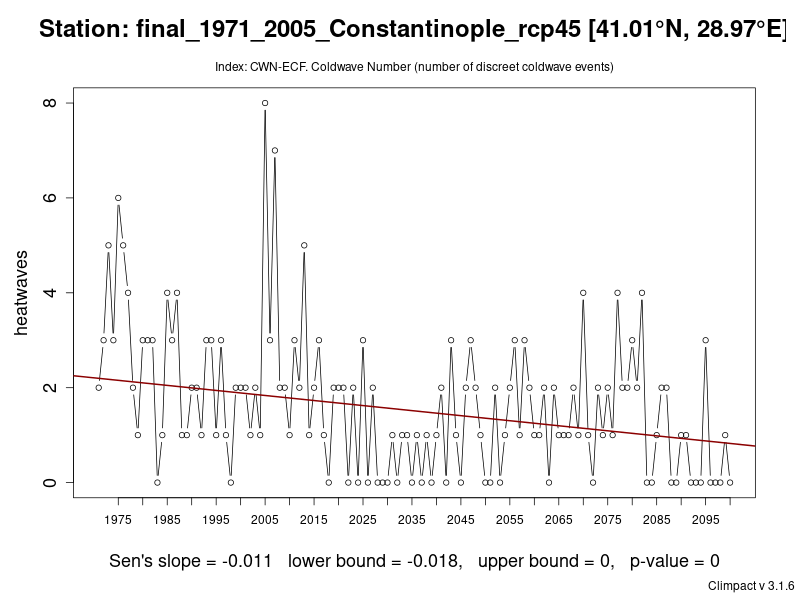 Station: final_1971_2005_Constantinople_rcp45 [41.01°N, 28.97°E]
Index: CWN-ECF. Coldwave Number (number of discreet coldwave events)
heatwaves
8
6
4
2
0
1975 1985 1995 2005 2015 2025 2035 2045 2055 2065 2075 2085 2095
Sen's slope = -0.011 lower bound = -0.018, upper bound = 0, p-value = 0
Climpact v 3.1.6